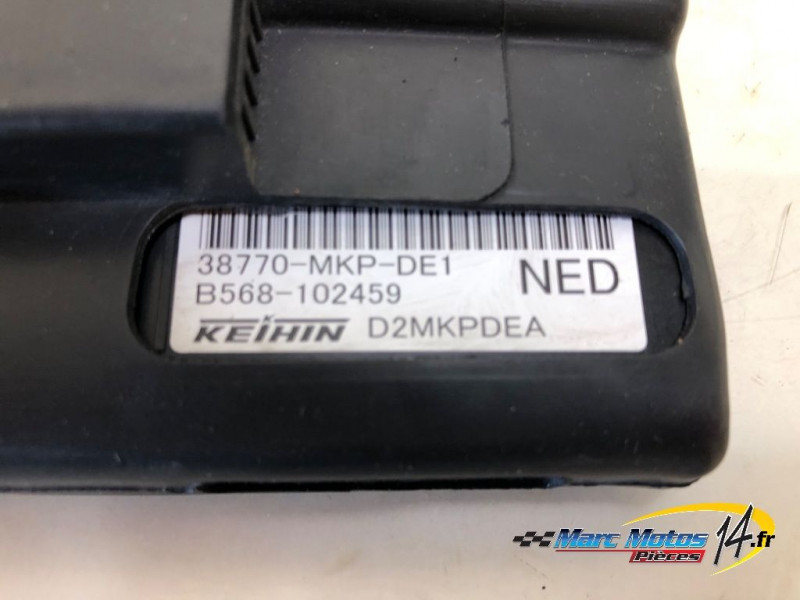 38770-MKP-DE1
NED
B568-102459
KEIHIN D2MKPDEA
Marc Motos 14.fr
Pièces